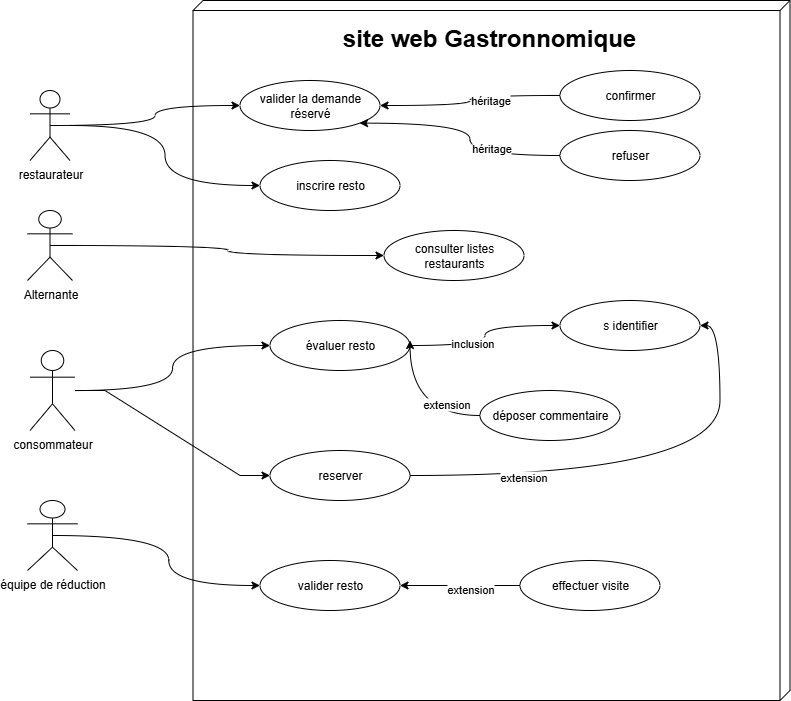 site web Gastronnomique
valider la demande
réservé
héritage
confirmer
héritage
refuser
restaurateur
inscrire resto
Alternante
consulter listes
restaurants
évaluer resto
inclusion
s identifier
extension
déposer commentaire
consommateur
reserver
extension
équipe de réduction
valider resto
extension
effectuer visite